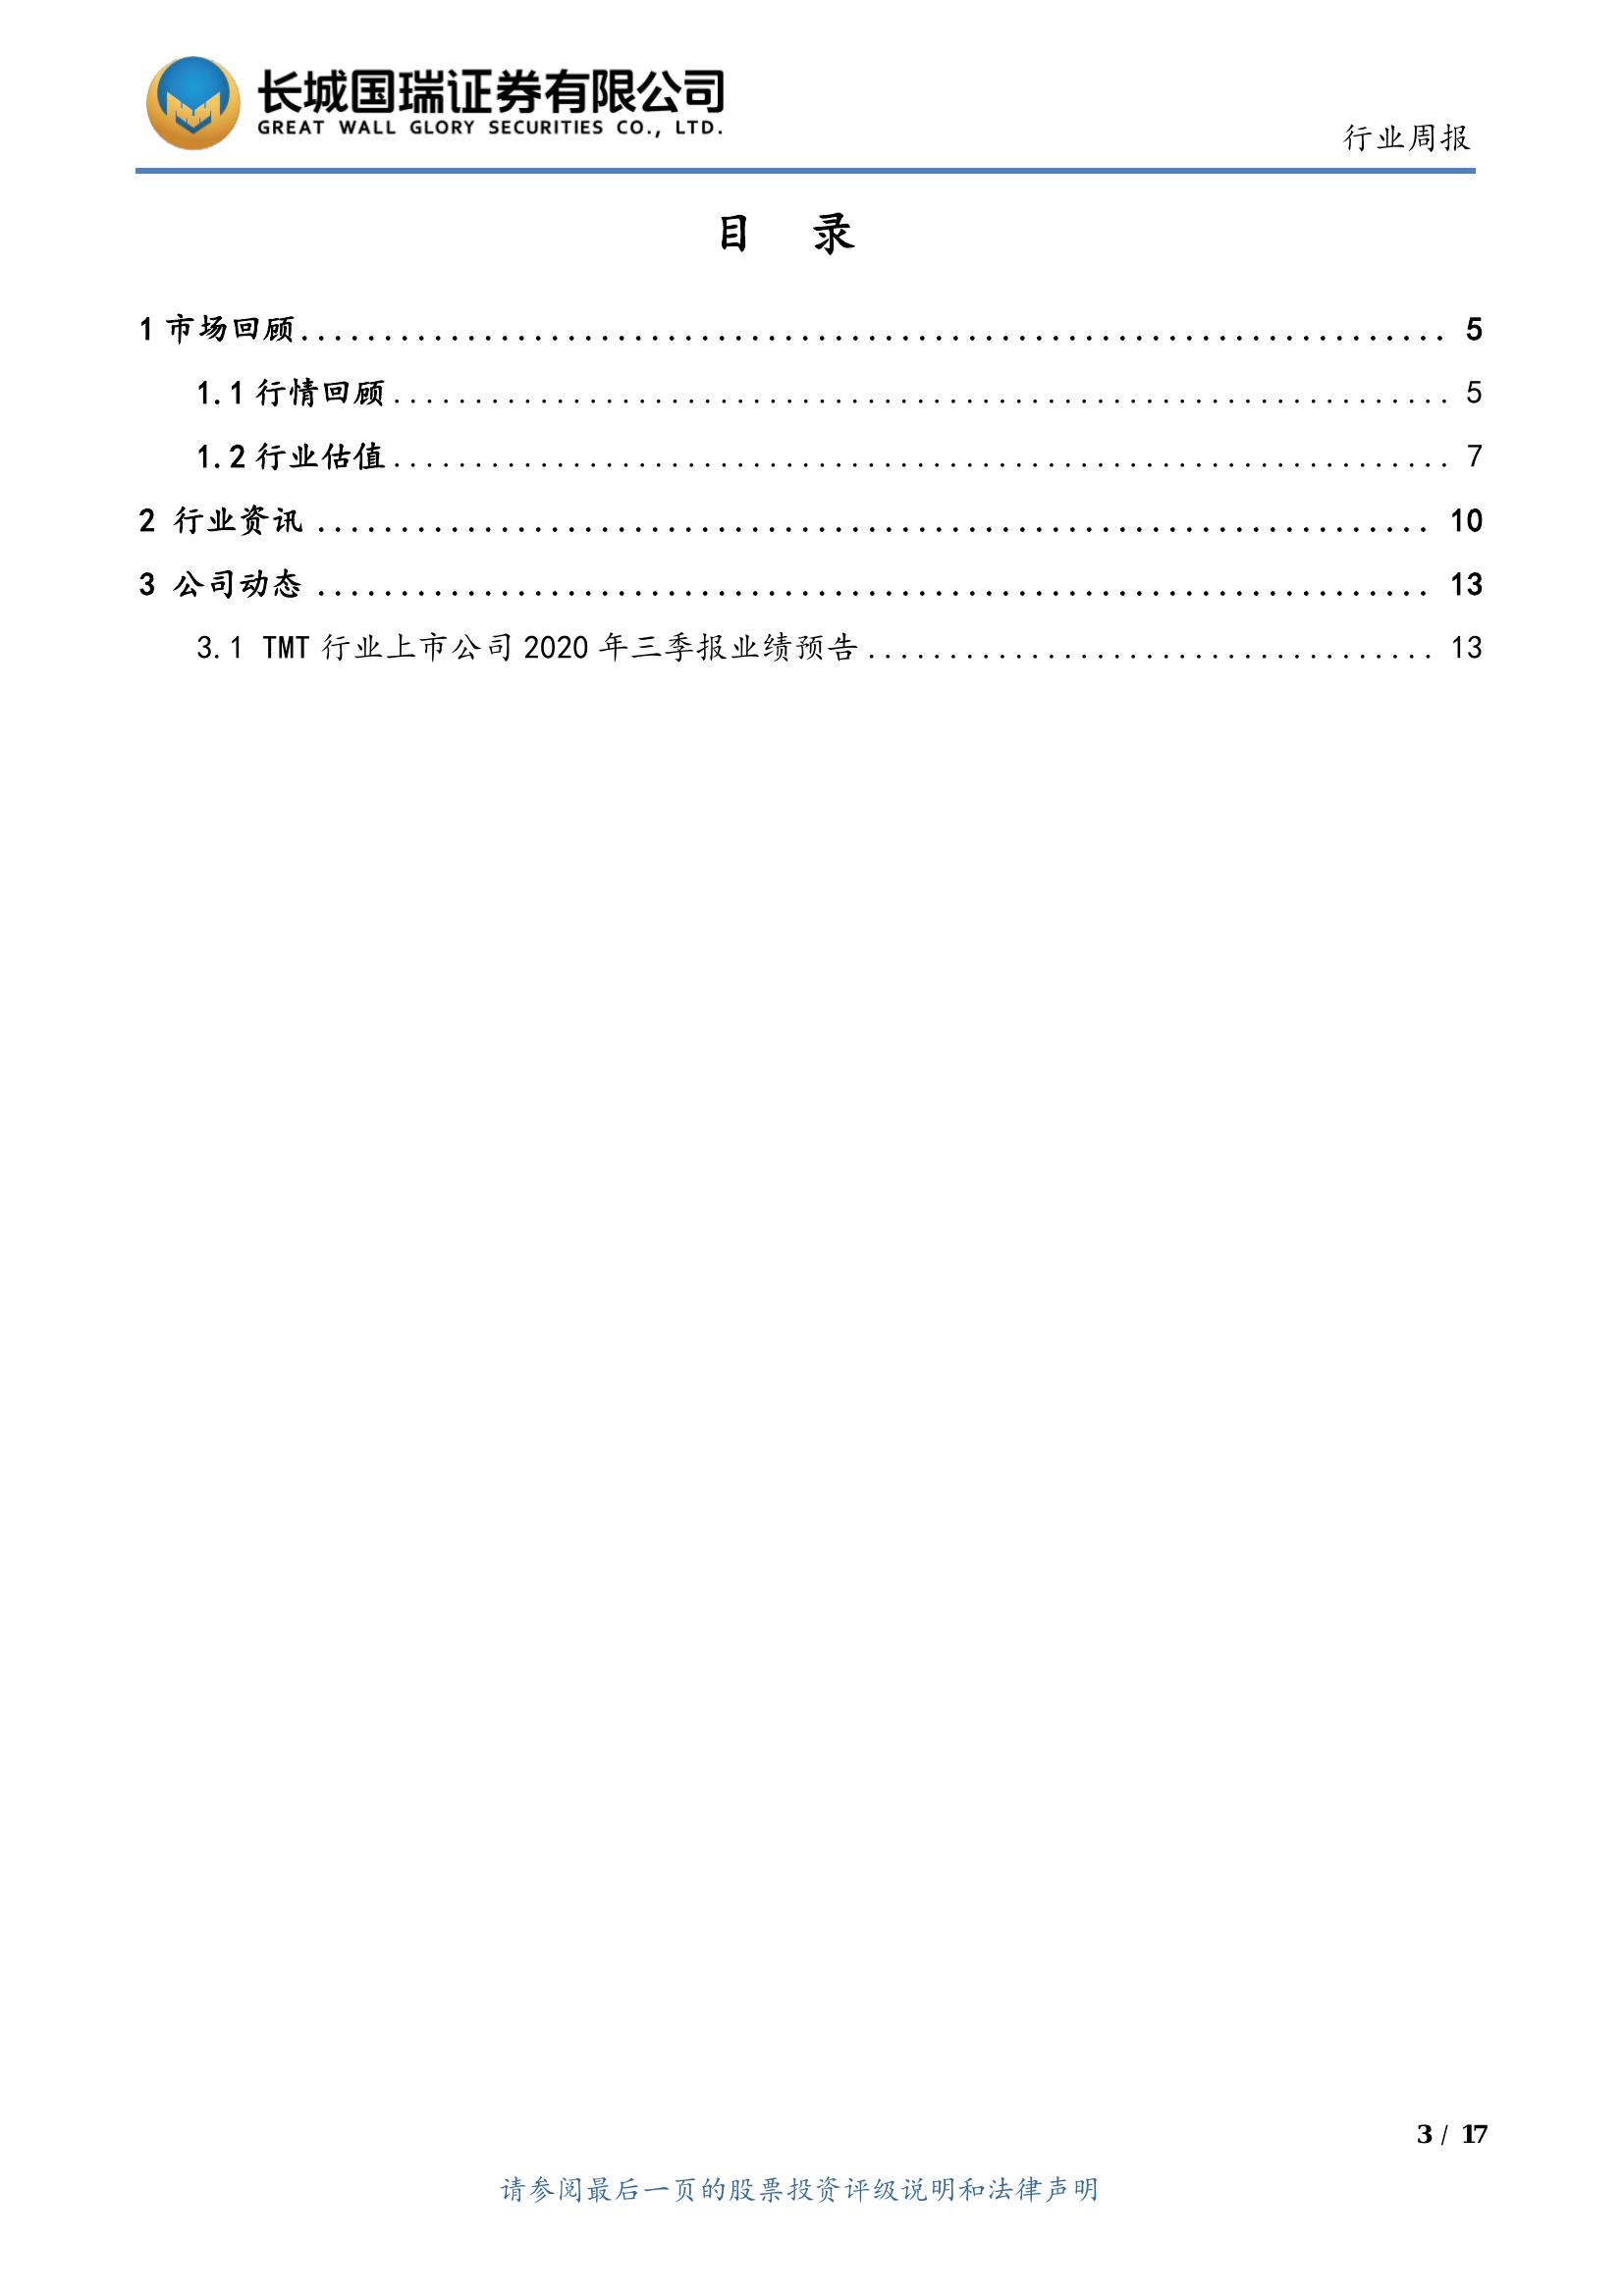 长城国瑞证券有限公司
GREAT WALL GLORY SECURITIES CO., LTD.
行业周报
目 录
1 市场回顾...................................................................... 5
1.1 行情回顾................................................................. 5
1.2 行业估值................................................................. 7
2 行业资讯 .................................................................... 10
3 公司动态 .................................................................... 13
3.1 TMT 行业上市公司 2020 年三季报业绩预告................................... 13
3 / 17
请参阅最后一页的股票投资评级说明和法律声明